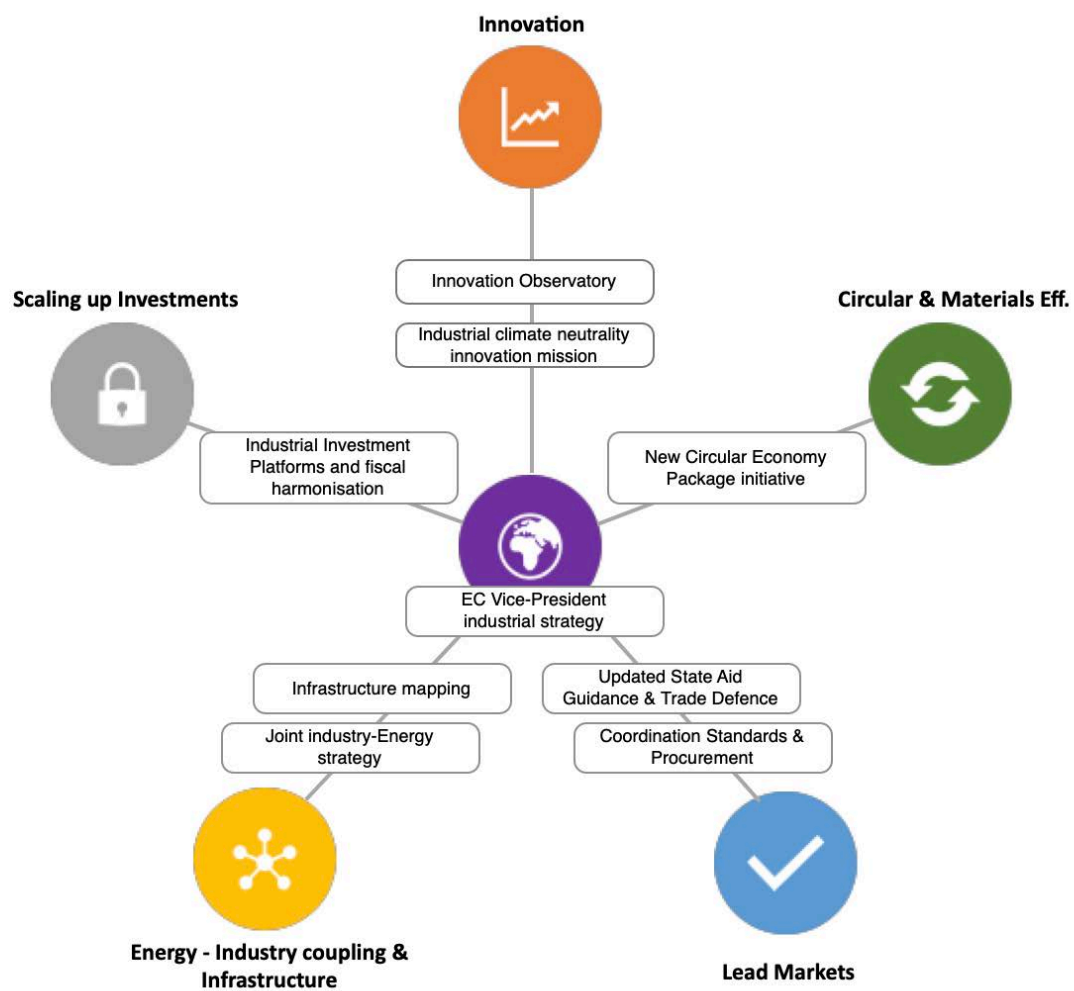 Innovation
Innovation Observatory
Industrial climate neutrality
innovation mission
Scaling up Investments
Industrial Investment
Platforms and fiscal
harmonisation
Circular & Materials Eff.
New Circular Economy
Package initiative
EC Vice-President
industrial strategy
Infrastructure mapping
Joint industry-Energy
strategy
Updated State Aid
Guidance & Trade Defence
Coordination Standards &
Procurement
Energy - Industry coupling &
Infrastructure
Lead Markets